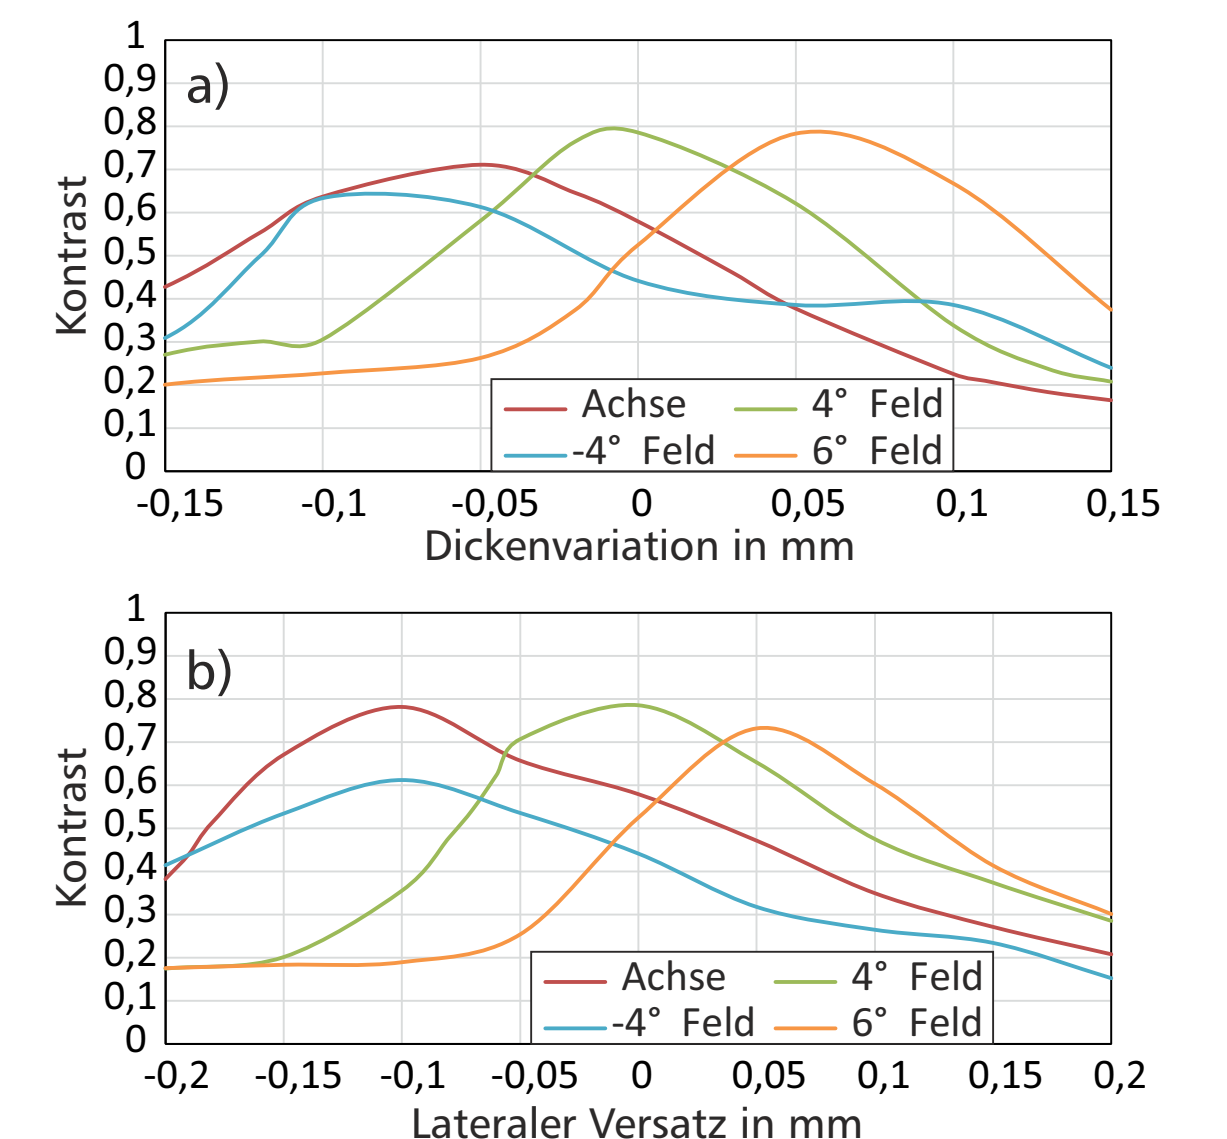 1
0,9
a)
0,8
0,7
0,6
0,5
0,4
0,3
0,2
0,1
0
Kontrast
Achse 4° Feld
-4° Feld 6° Feld
-0,15 -0,1 -0,05 0 0,05 0,1 0,15
Dickenvariation in mm
1
0,9
b)
0,8
0,7
0,6
0,5
0,4
0,3
0,2
0,1
0
Kontrast
Achse 4° Feld
-4° Feld 6° Feld
-0,2 -0,15 -0,1 -0,05 0 0,05 0,1 0,15 0,2
Lateraler Versatz in mm